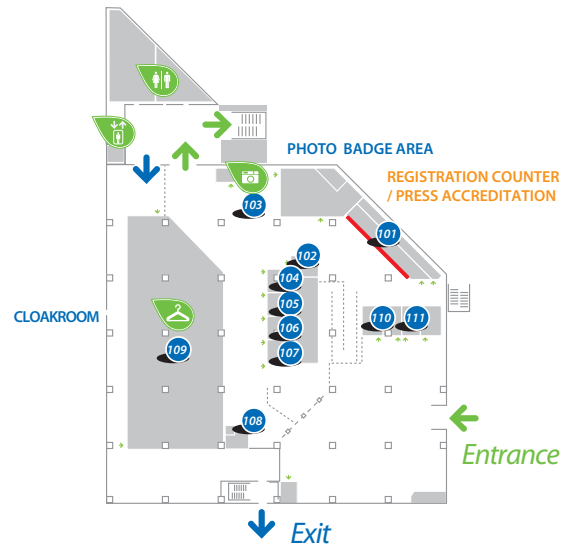 PHOTO BADGE AREA
REGISTRATION COUNTER
/ PRESS ACCREDITATION
103
101
102
104
105
CLOAKROOM
106
110
111
109
107
108
Entrance
Exit